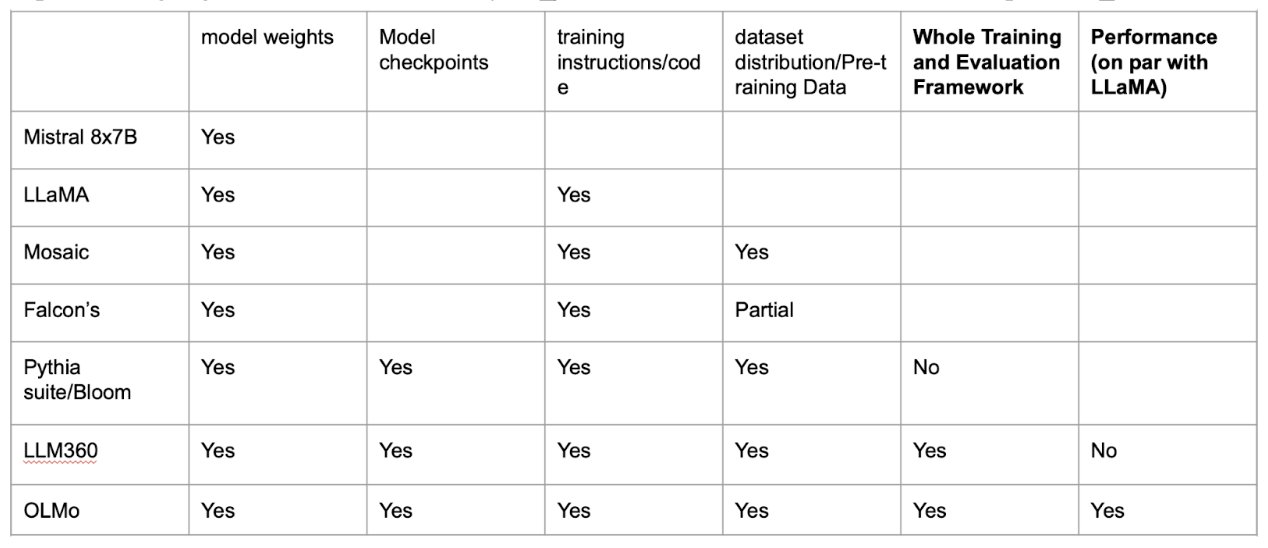 model weights
Model checkpoints
training instructions/cod
e
dataset distribution/Pre-t
raining Data
Whole Training and Evaluation Framework
Performance (on par with LLaMA)
Mistral 8x7B Yes
LLaMA Yes Yes
Mosaic Yes Yes Yes
Falcon’s Yes Yes Partial
Pythia suite/Bloom Yes Yes Yes Yes No
LLM360 Yes Yes Yes Yes Yes No
OLMo Yes Yes Yes Yes Yes Yes